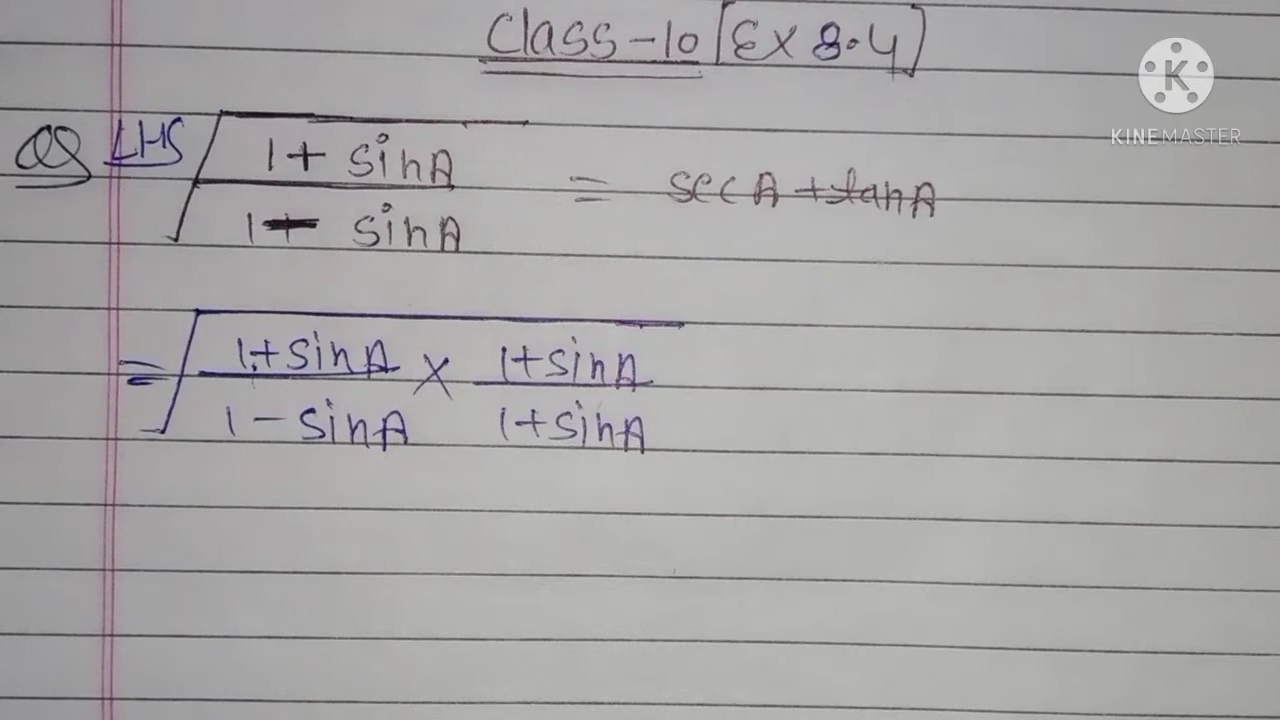 Class-10 [Ex 8.4]
KINEMASTER
Q LHS √((1 + sinA)/(1 - sinA)) = secA + tanA
= √((1 + sinA)/(1 - sinA) × (1 + sinA)/(1 + sinA))